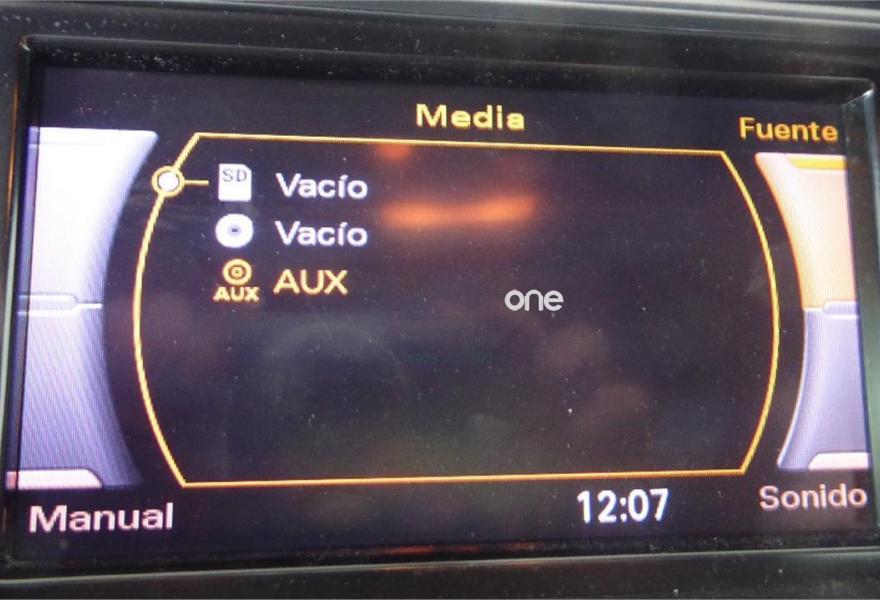 Media
Fuente
SD Vacío
Vacío
AUX AUX
one
12:07
Manual
Sonido